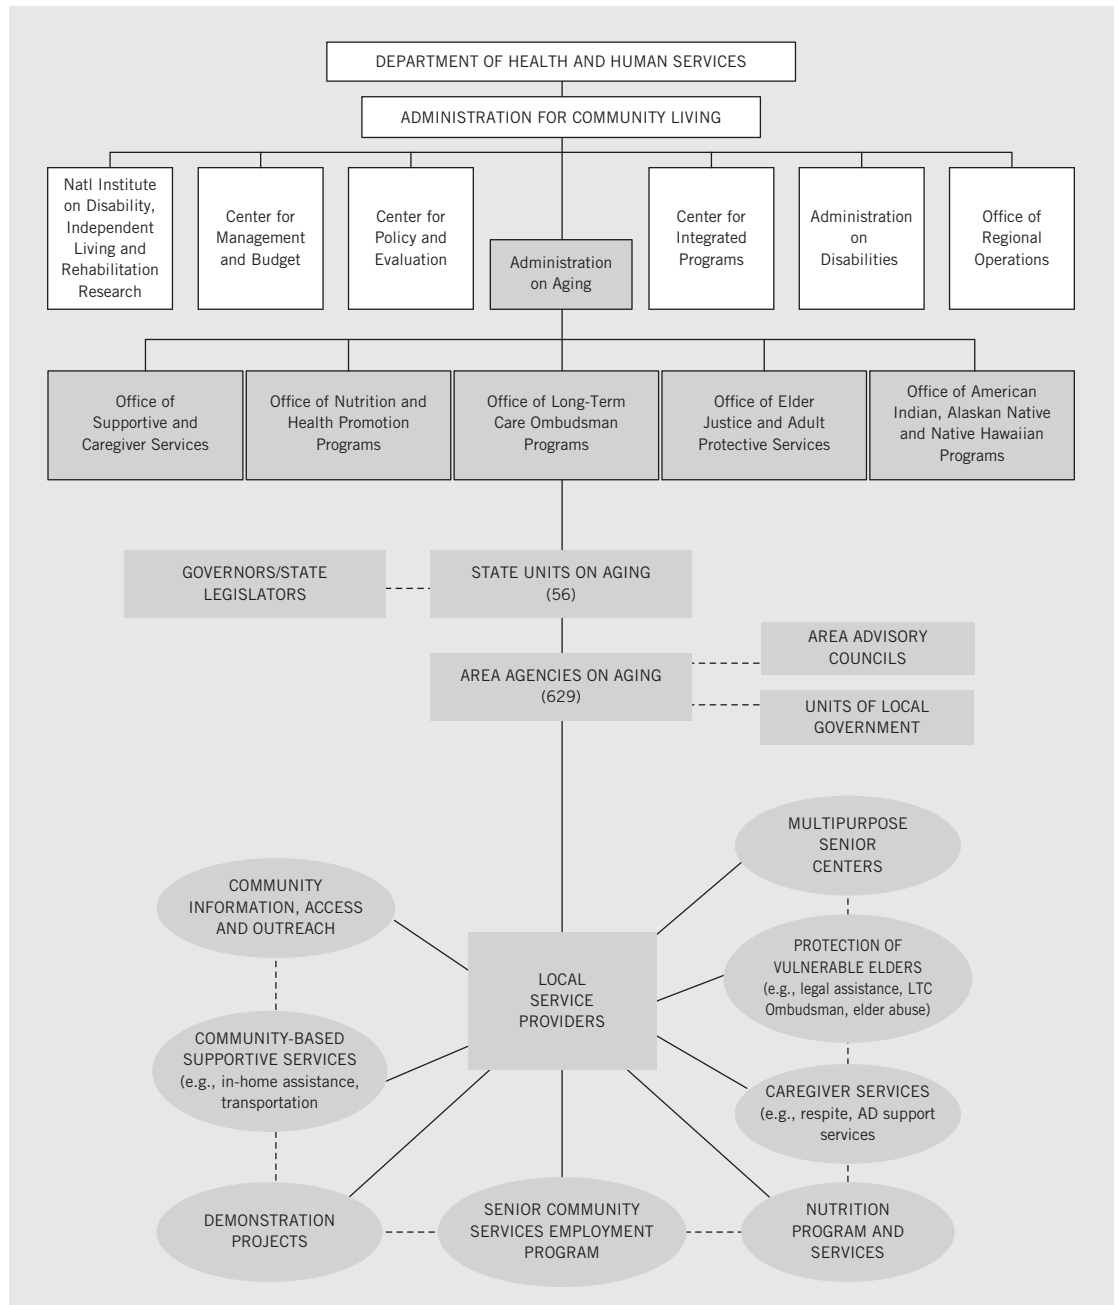 DEPARTMENT OF HEALTH AND HUMAN SERVICES
ADMINISTRATION FOR COMMUNITY LIVING
Natl Institute
on Disability,
Independent
Living and
Rehabilitation
Research
Center for
Management
and Budget
Center for
Policy and
Evaluation
Administration
on Aging
Center for
Integrated
Programs
Administration
on
Disabilities
Office of
Regional
Operations
Office of
Supportive and
Caregiver Services
Office of Nutrition and
Health Promotion
Programs
Office of Long-Term
Care Ombudsman
Programs
Office of Elder
Justice and Adult
Protective Services
Office of American
Indian, Alaskan Native
and Native Hawaiian
Programs
GOVERNORS/STATE
LEGISLATORS
STATE UNITS ON AGING
(56)
AREA AGENCIES ON AGING
(629)
AREA ADVISORY
COUNCILS
UNITS OF LOCAL
GOVERNMENT
MULTIPURPOSE
SENIOR
CENTERS
COMMUNITY
INFORMATION, ACCESS
AND OUTREACH
PROTECTION OF
VULNERABLE ELDERS
(e.g., legal assistance, LTC
Ombudsman, elder abuse)
LOCAL
SERVICE
PROVIDERS
COMMUNITY-BASED
SUPPORTIVE SERVICES
(e.g., in-home assistance,
transportation
CAREGIVER SERVICES
(e.g., respite, AD support
services
DEMONSTRATION
PROJECTS
SENIOR COMMUNITY
SERVICES EMPLOYMENT
PROGRAM
NUTRITION
PROGRAM AND
SERVICES